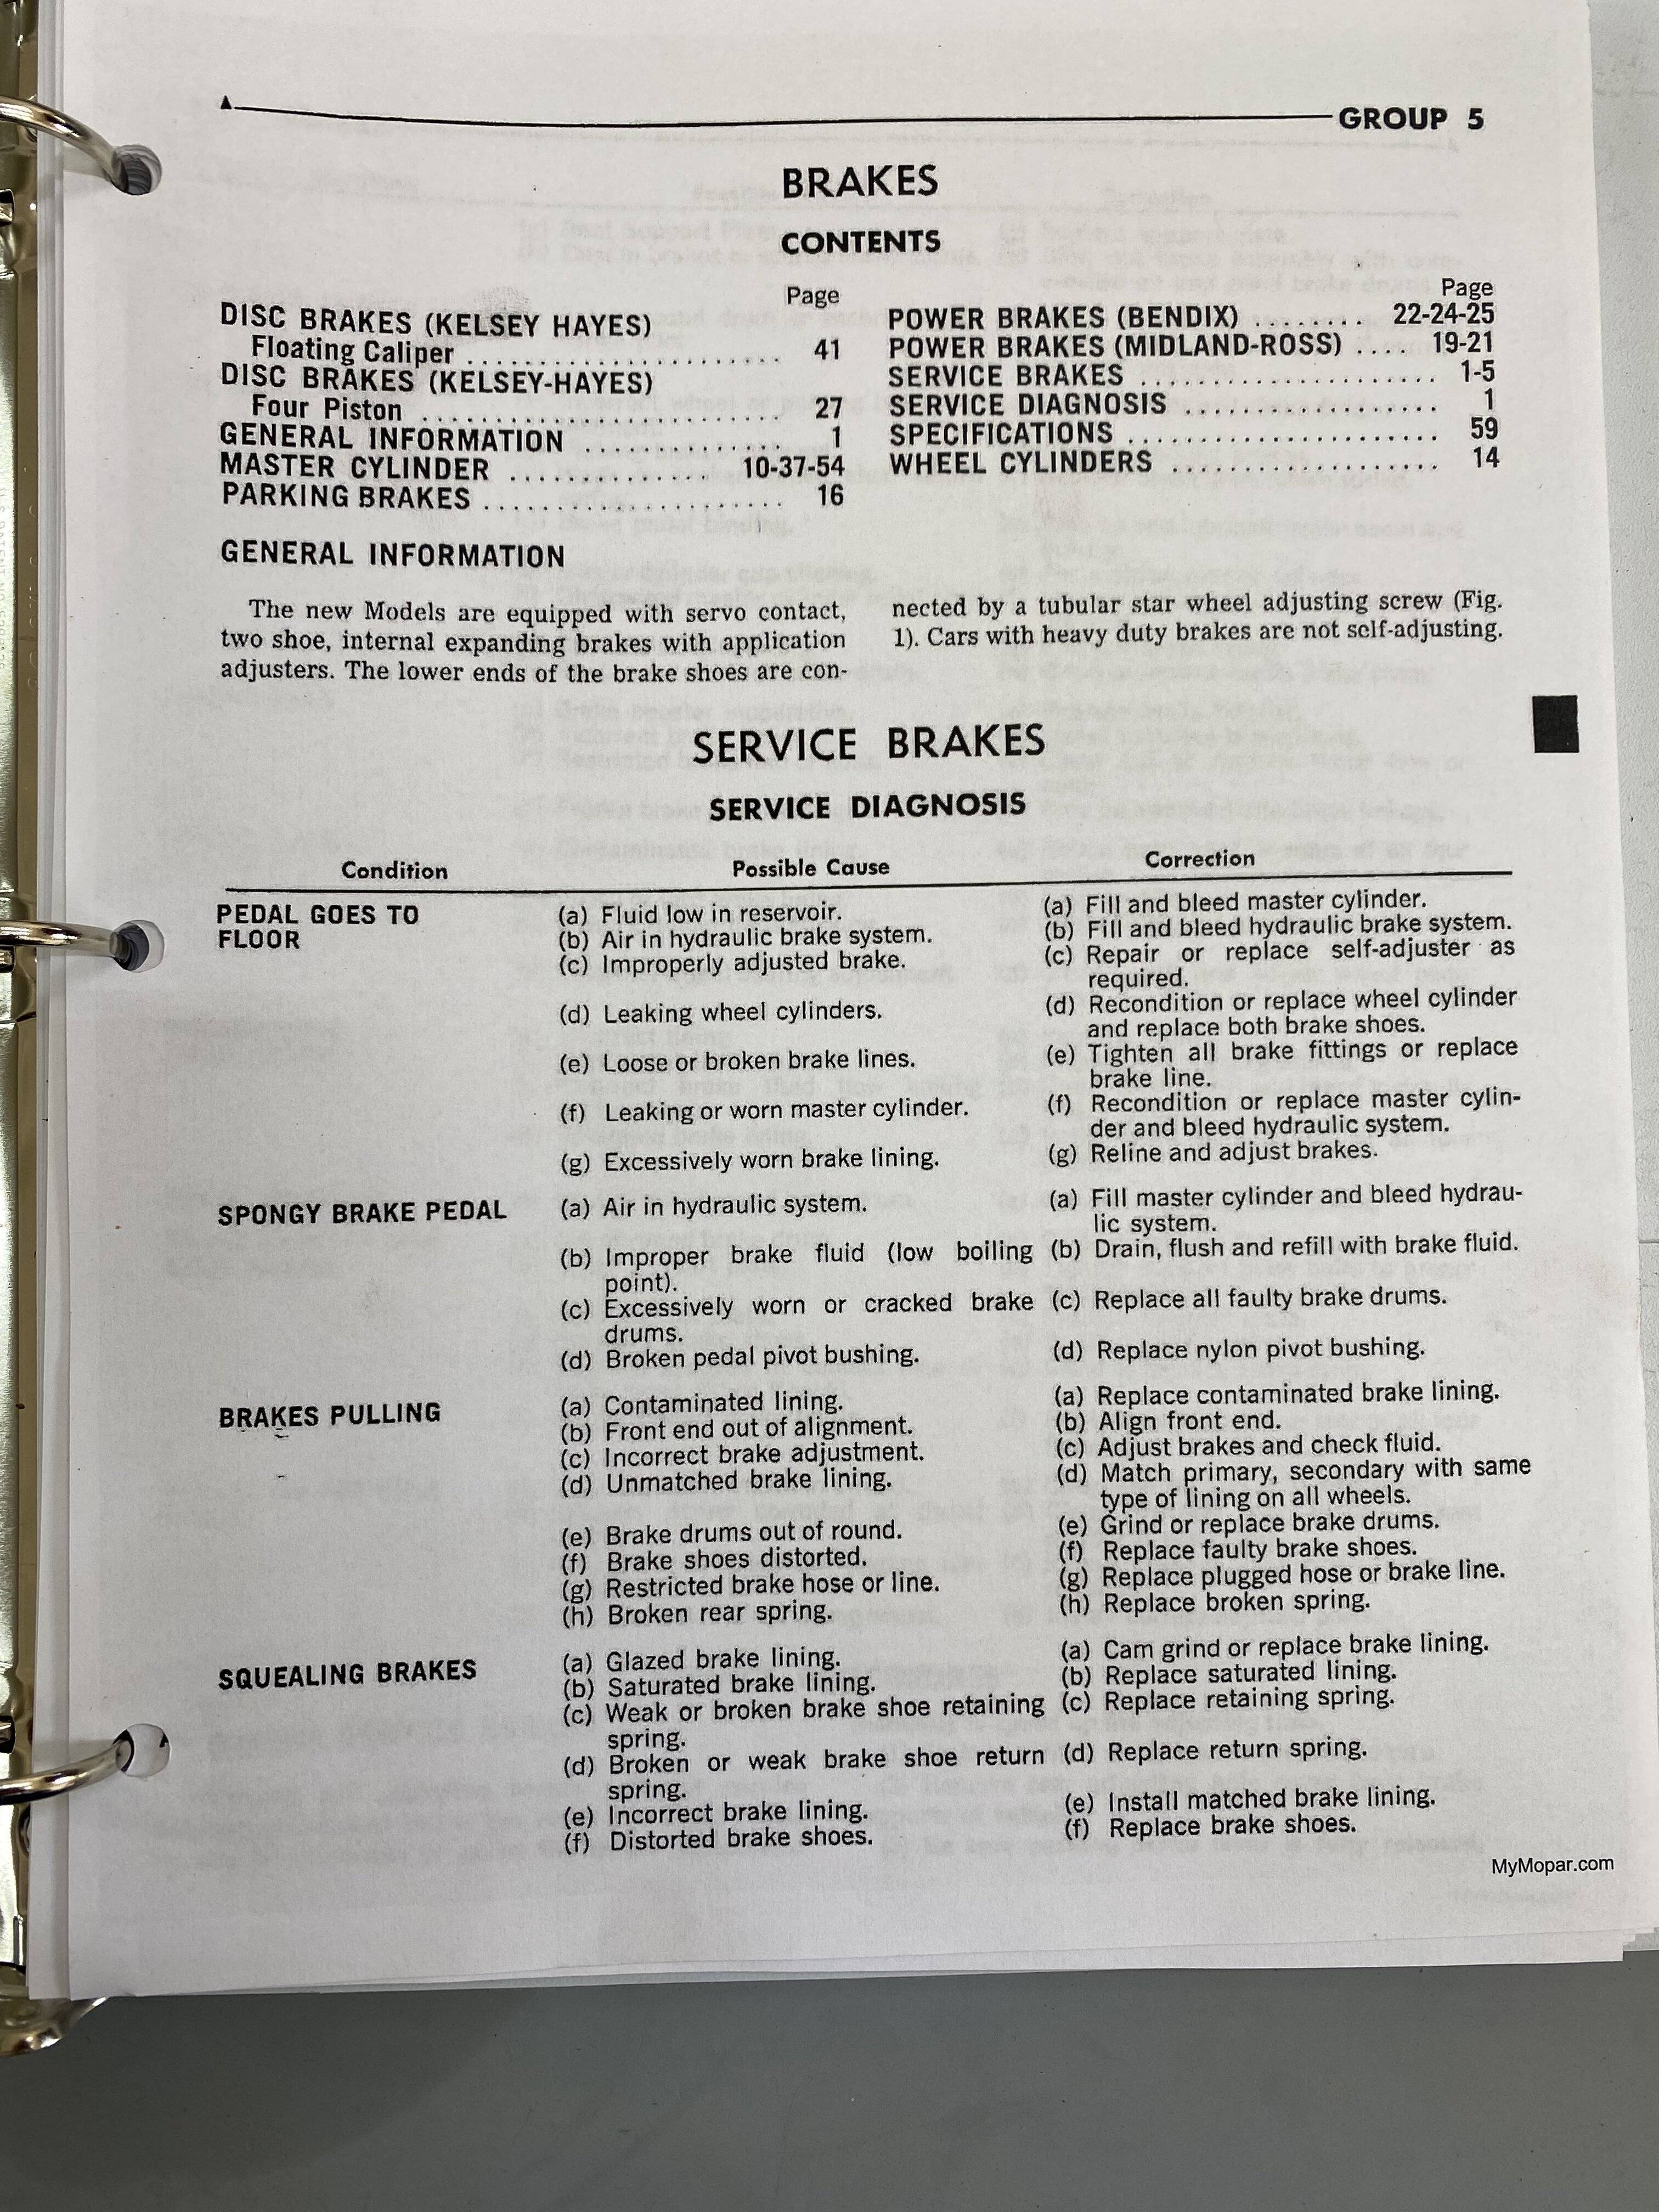 GROUP 5
BRAKES
CONTENTS
Page
DISC BRAKES (KELSEY HAYES)
Floating Caliper ........................ 41
DISC BRAKES (KELSEY-HAYES)
Four Piston ........................ 27
GENERAL INFORMATION ............... 1
MASTER CYLINDER .............. 10-37-54
PARKING BRAKES ..................... 16
Page
POWER BRAKES (BENDIX) ........ 22-24-25
POWER BRAKES (MIDLAND-ROSS) .... 19-21
SERVICE BRAKES ...................... 1-5
SERVICE DIAGNOSIS ................... 1
SPECIFICATIONS ....................... 59
WHEEL CYLINDERS .................... 14
GENERAL INFORMATION
The new Models are equipped with servo contact,
two shoe, internal expanding brakes with application
adjusters. The lower ends of the brake shoes are con-
nected by a tubular star wheel adjusting screw (Fig.
1). Cars with heavy duty brakes are not self-adjusting.
SERVICE BRAKES
SERVICE DIAGNOSIS
Condition Possible Cause Correction
PEDAL GOES TO (a) Fluid low in reservoir. (a) Fill and bleed master cylinder.
FLOOR (b) Air in hydraulic brake system. (b) Fill and bleed hydraulic brake system.
(c) Improperly adjusted brake. (c) Repair or replace self-adjuster as
required.
(d) Leaking wheel cylinders. (d) Recondition or replace wheel cylinder
and replace both brake shoes.
(e) Loose or broken brake lines. (e) Tighten all brake fittings or replace
brake line.
(f) Leaking or worn master cylinder. (f) Recondition or replace master cylin-
der and bleed hydraulic system.
(g) Excessively worn brake lining. (g) Reline and adjust brakes.
SPONGY BRAKE PEDAL (a) Air in hydraulic system. (a) Fill master cylinder and bleed hydrau-
lic system.
(b) Improper brake fluid (low boiling (b) Drain, flush and refill with brake fluid.
point).
(c) Excessively worn or cracked brake (c) Replace all faulty brake drums.
drums.
(d) Broken pedal pivot bushing. (d) Replace nylon pivot bushing.
BRAKES PULLING (a) Contaminated lining. (a) Replace contaminated brake lining.
(b) Front end out of alignment. (b) Align front end.
(c) Incorrect brake adjustment. (c) Adjust brakes and check fluid.
(d) Unmatched brake lining. (d) Match primary, secondary with same
type of lining on all wheels.
(e) Brake drums out of round. (e) Grind or replace brake drums.
(f) Brake shoes distorted. (f) Replace faulty brake shoes.
(g) Restricted brake hose or line. (g) Replace plugged hose or brake line.
(h) Broken rear spring. (h) Replace broken spring.
SQUEALING BRAKES (a) Glazed brake lining. (a) Cam grind or replace brake lining.
(b) Saturated brake lining. (b) Replace saturated lining.
(c) Weak or broken brake shoe retaining (c) Replace retaining spring.
spring.
(d) Broken or weak brake shoe return (d) Replace return spring.
spring.
(e) Incorrect brake lining. (e) Install matched brake lining.
(f) Distorted brake shoes. (f) Replace brake shoes.
MyMopar.com